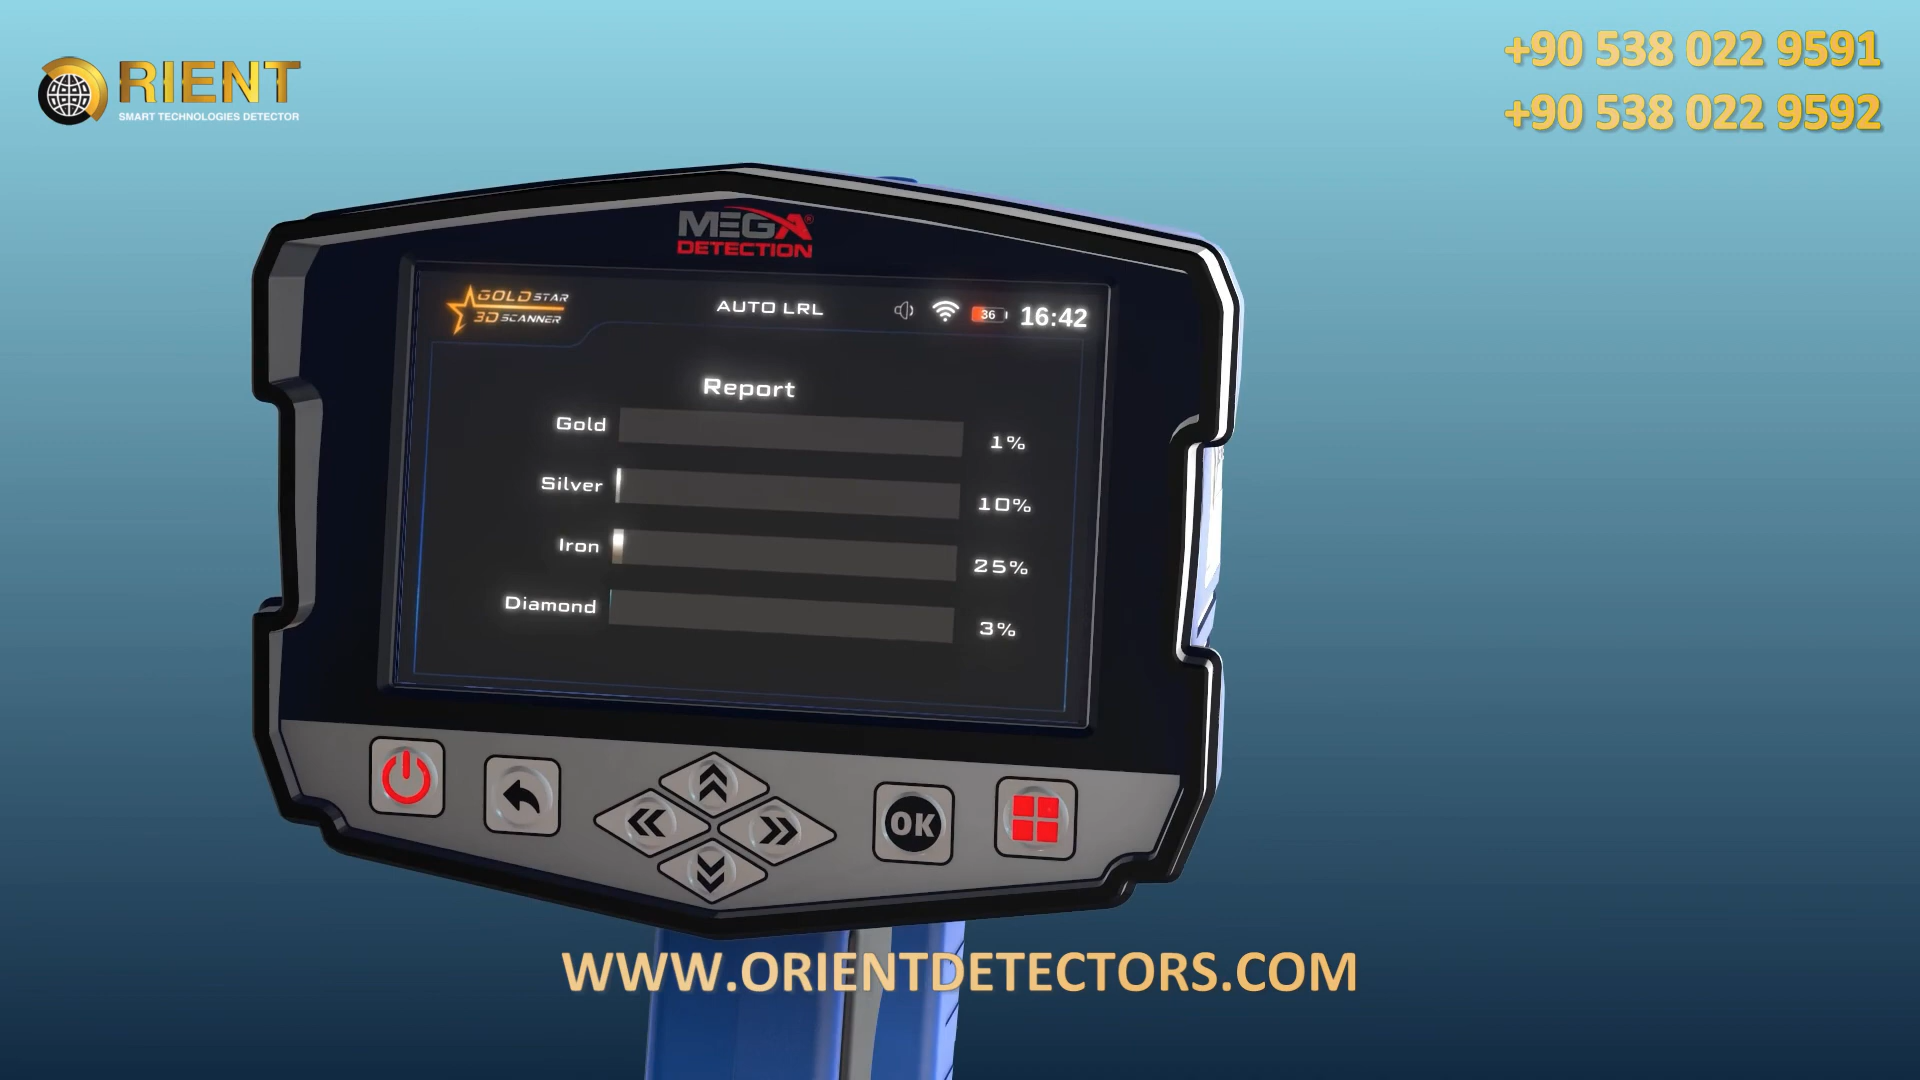 ORIENT
SMART TECHNOLOGIES DETECTOR
+90 538 022 9591
+90 538 022 9592
MEGA®
DETECTION
GOLD STAR
3D SCANNER
AUTO LRL
36
16:42
Report
Gold 1%
Silver 10%
Iron 25%
Diamond 3%
OK
WWW.ORIENTDETECTORS.COM